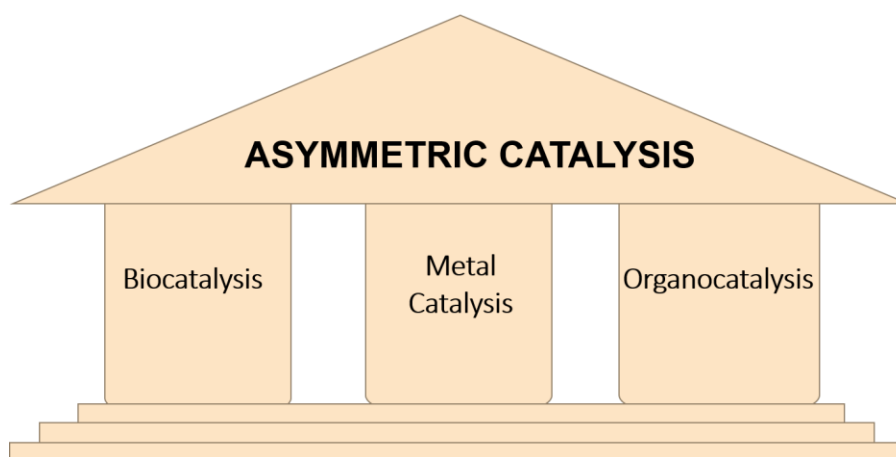 ASYMMETRIC CATALYSIS
Biocatalysis
Metal
Catalysis
Organocatalysis